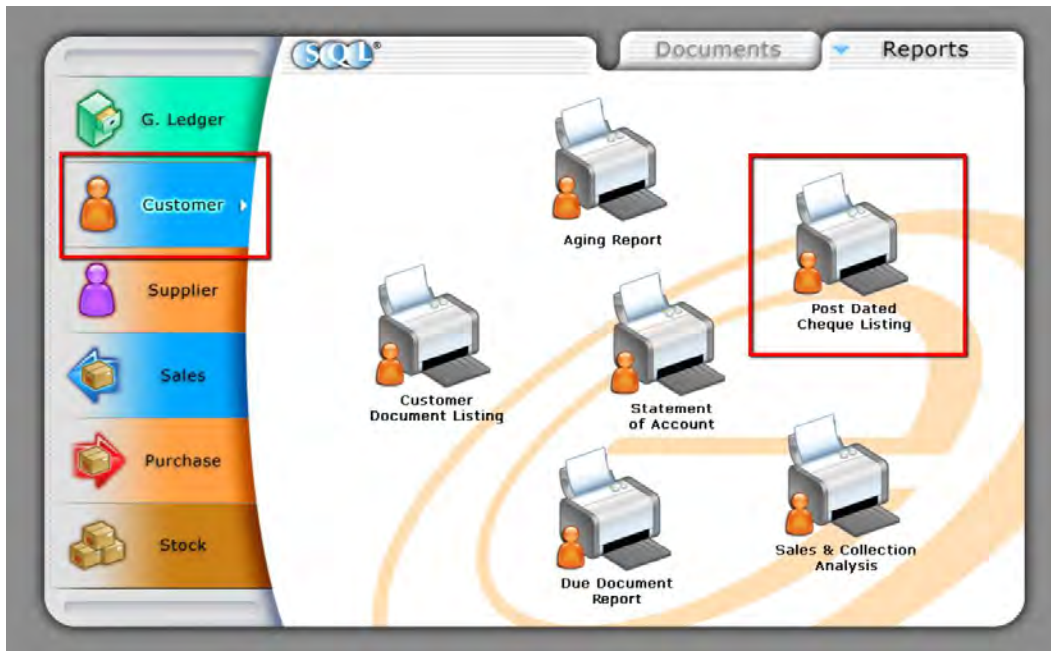 SQL®
Documents
Reports
G. Ledger
Customer
Supplier
Sales
Purchase
Stock
Aging Report
Post Dated
Cheque Listing
Customer
Document Listing
Statement
of Account
Due Document
Report
Sales & Collection
Analysis